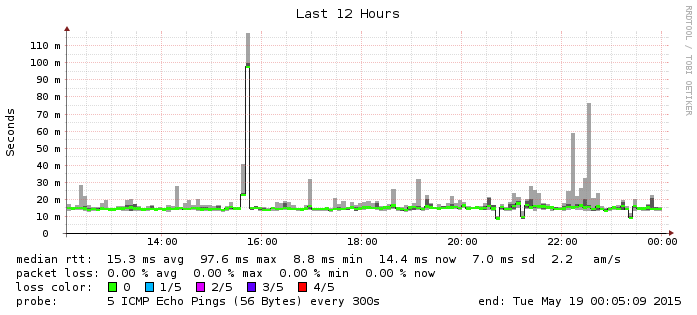 Last 12 Hours
RRDTOOL / TOBI OETIKER
Seconds
110 m
100 m
90 m
80 m
70 m
60 m
50 m
40 m
30 m
20 m
10 m
0
14:00 16:00 18:00 20:00 22:00 00:00
median rtt: 15.3 ms avg 97.6 ms max 8.8 ms min 14.4 ms now 7.0 ms sd 2.2 am/s
packet loss: 0.00 % avg 0.00 % max 0.00 % min 0.00 % now
loss color: 0 1/5 2/5 3/5 4/5
probe: 5 ICMP Echo Pings (56 Bytes) every 300s end: Tue May 19 00:05:09 2015